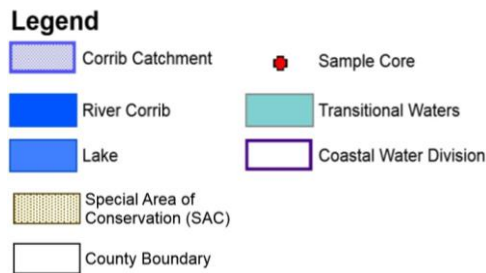 Legend
Corrib Catchment
Sample Core
River Corrib
Transitional Waters
Lake
Coastal Water Division
Special Area of
Conservation (SAC)
County Boundary